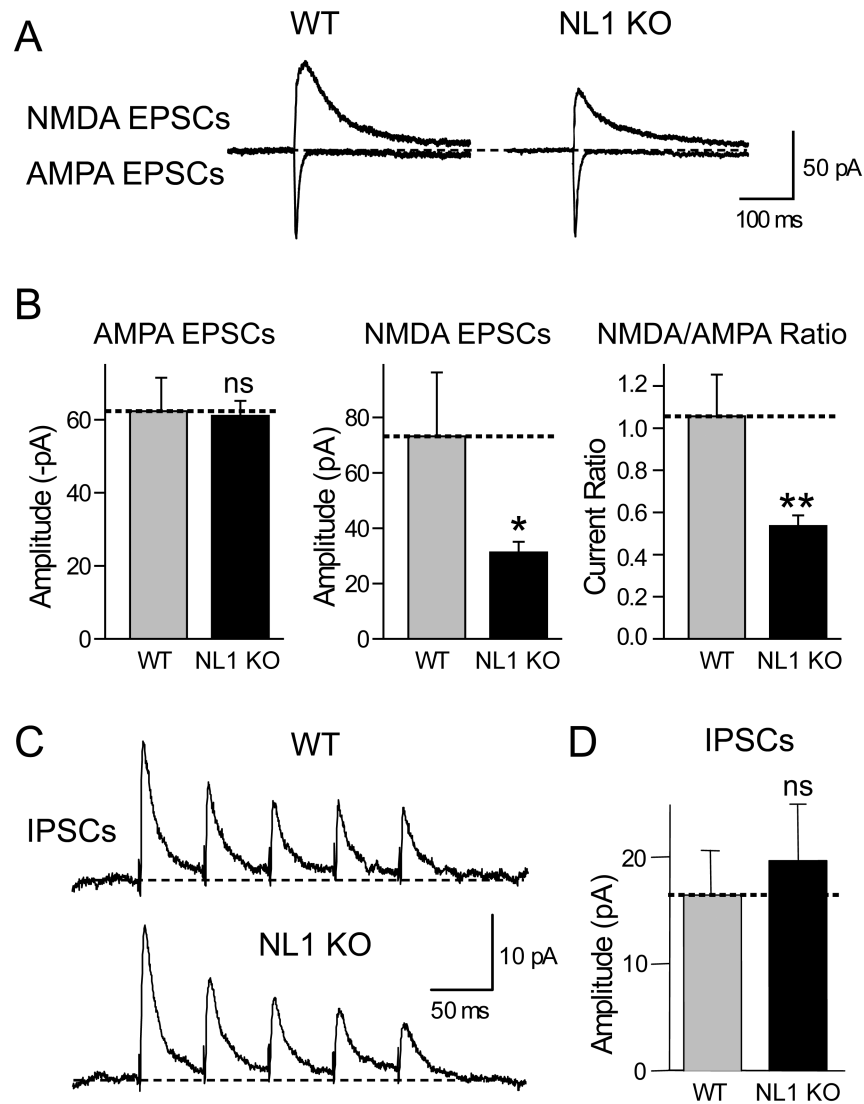 A
WT
NL1 KO
NMDA EPSCs
AMPA EPSCs
50 pA
100 ms
B
AMPA EPSCs
NMDA EPSCs
NMDA/AMPA Ratio
Amplitude (-pA)
60
40
20
0
ns
WT
NL1 KO
Amplitude (pA)
80
60
40
20
0
*
WT
NL1 KO
Current Ratio
1.2
1.0
0.8
0.6
0.4
0.2
0.0
**
WT
NL1 KO
C
WT
IPSCs
NL1 KO
10 pA
50 ms
D
IPSCs
ns
Amplitude (pA)
20
10
0
WT
NL1 KO